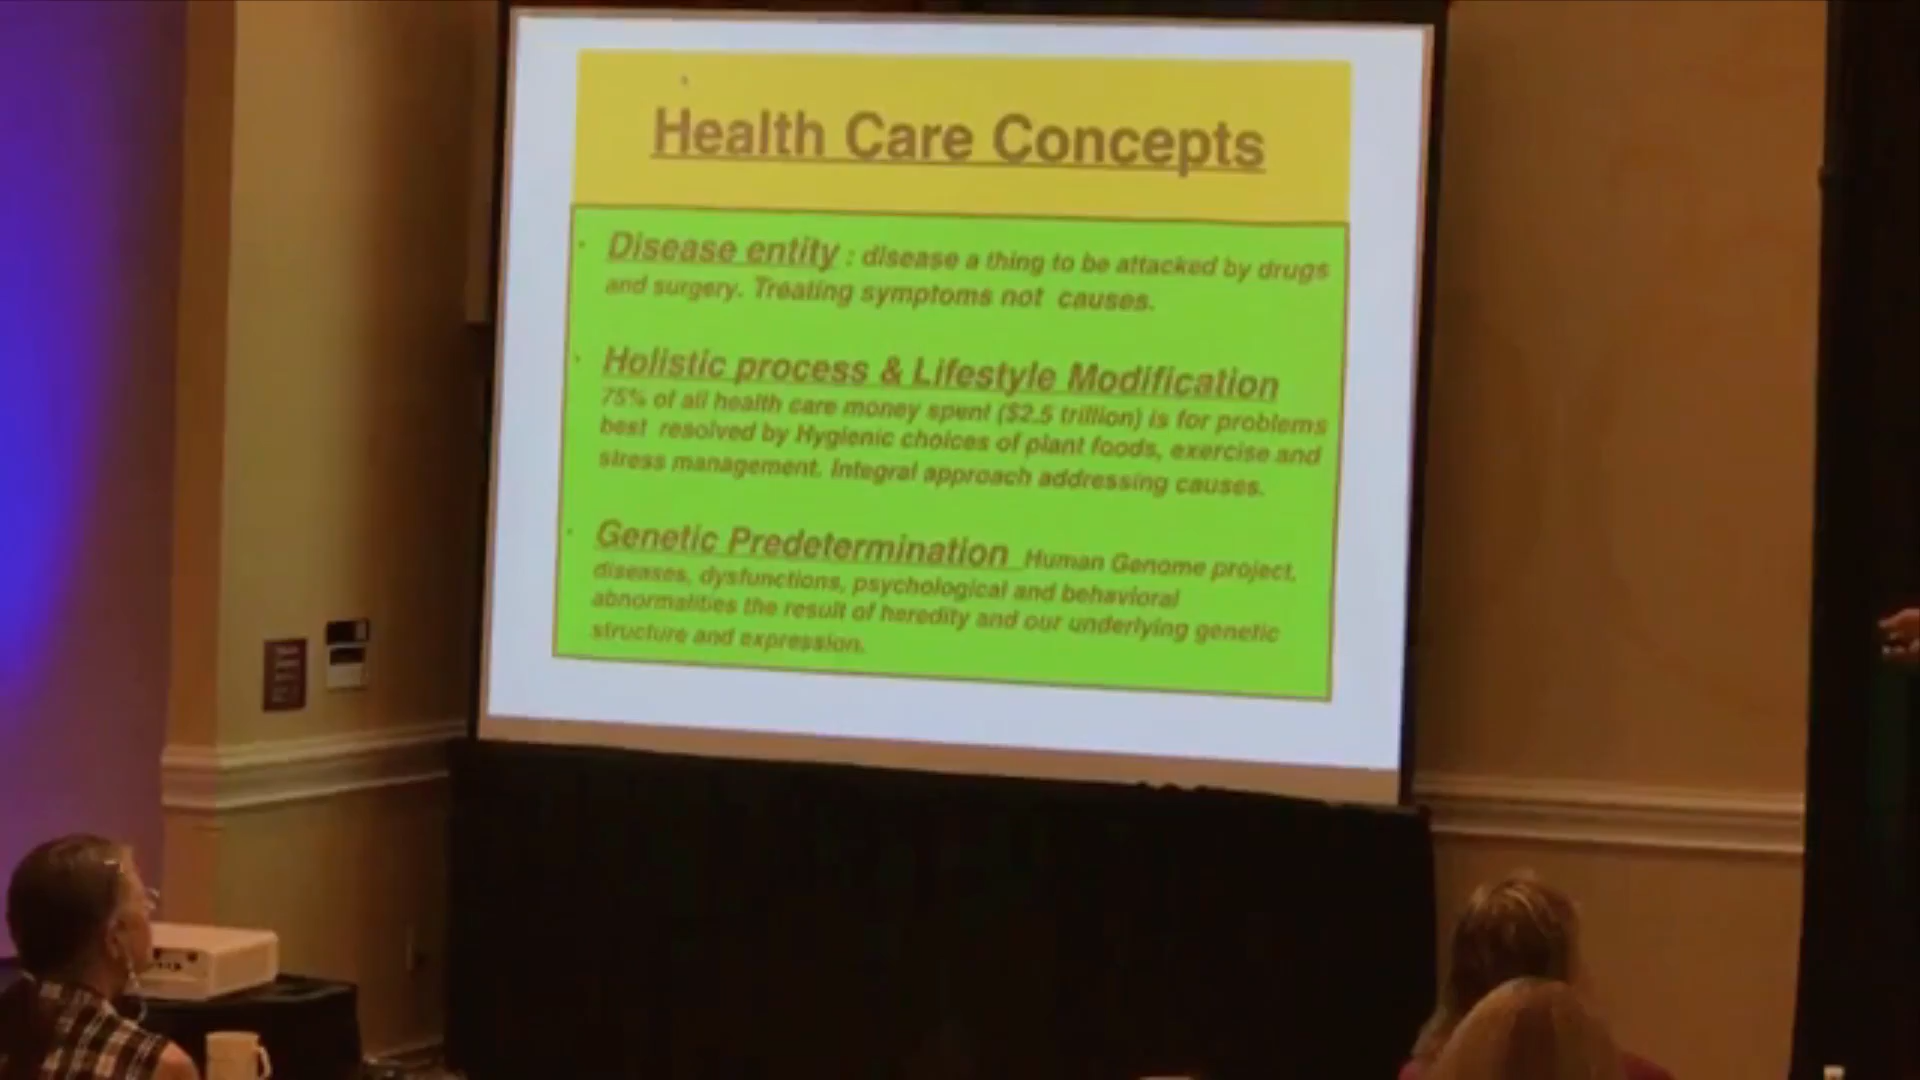 Health Care Concepts
· Disease entity : disease a thing to be attacked by drugs
and surgery. Treating symptoms not causes.
· Holistic process & Lifestyle Modification
75% of all health care money spent ($2.5 trillion) is for problems
best resolved by Hygienic choices of plant foods, exercise and
stress management. Integral approach addressing causes.
· Genetic Predetermination Human Genome project,
diseases, dysfunctions, psychological and behavioral
abnormalities the result of heredity and our underlying genetic
structure and expression.